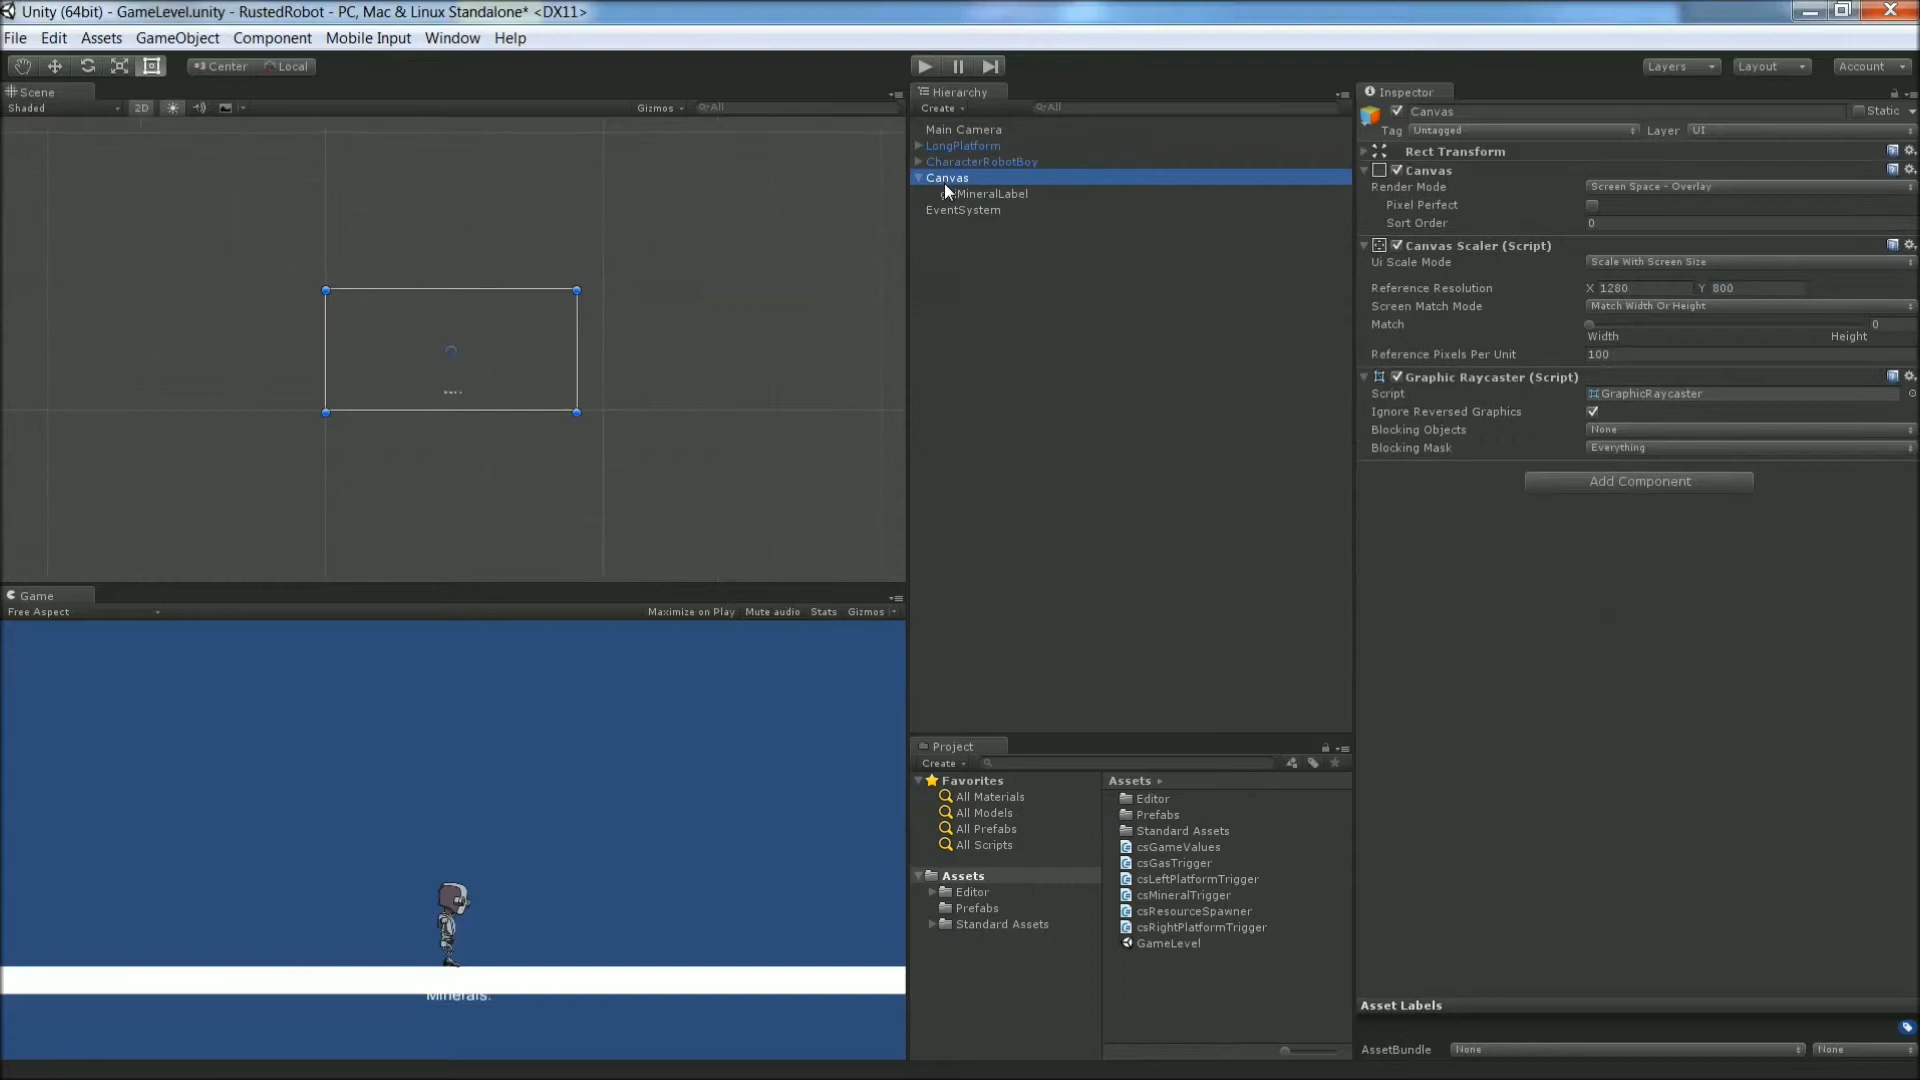 Unity (64bit) - GameLevel.unity - RustedRobot - PC, Mac & Linux Standalone* <DX11>
File Edit Assets GameObject Component Mobile Input Window Help
Center Local
Layers Layout Account
Scene
Shaded 2D Gizmos All
Hierarchy
Create All
Main Camera
LongPlatform
CharacterRobotBoy
Canvas
MineralLabel
EventSystem
Inspector
Canvas Static
Tag Untagged Layer UI
Rect Transform
Canvas
Render Mode Screen Space - Overlay
Pixel Perfect
Sort Order 0
Canvas Scaler (Script)
Ui Scale Mode Scale With Screen Size
Reference Resolution X 1280 Y 800
Screen Match Mode Match Width Or Height
Match 0
Width Height
Reference Pixels Per Unit 100
Graphic Raycaster (Script)
Script GraphicRaycaster
Ignore Reversed Graphics
Blocking Objects None
Blocking Mask Everything
Add Component
Game
Free Aspect Maximize on Play Mute audio Stats Gizmos
Minerals:
Project
Create
Favorites
All Materials
All Models
All Prefabs
All Scripts
Assets
Editor
Prefabs
Standard Assets
Assets
Editor
Prefabs
Standard Assets
csGameValues
csGasTrigger
csLeftPlatformTrigger
csMineralTrigger
csResourceSpawner
csRightPlatformTrigger
GameLevel
Asset Labels
AssetBundle None None